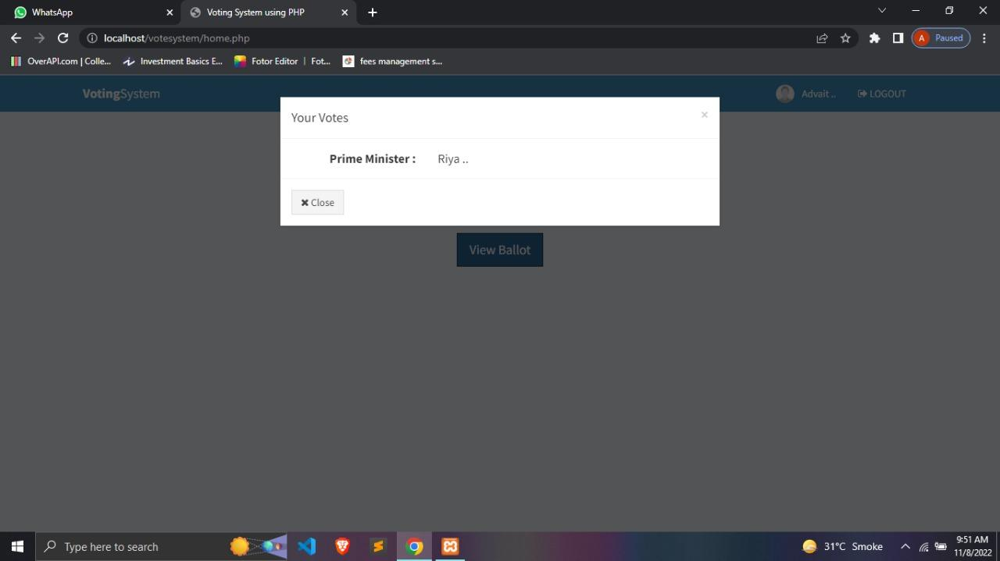 WhatsApp
Voting System using PHP
localhost/votesystem/home.php
A Paused
OverAPI.com | Colle...
Investment Basics E...
Fotor Editor | Fot...
fees management s...
VotingSystem
Advait ..
LOGOUT
Your Votes
×
Prime Minister : Riya ..
Close
View Ballot
Type here to search
31°C Smoke
9:51 AM
11/8/2022